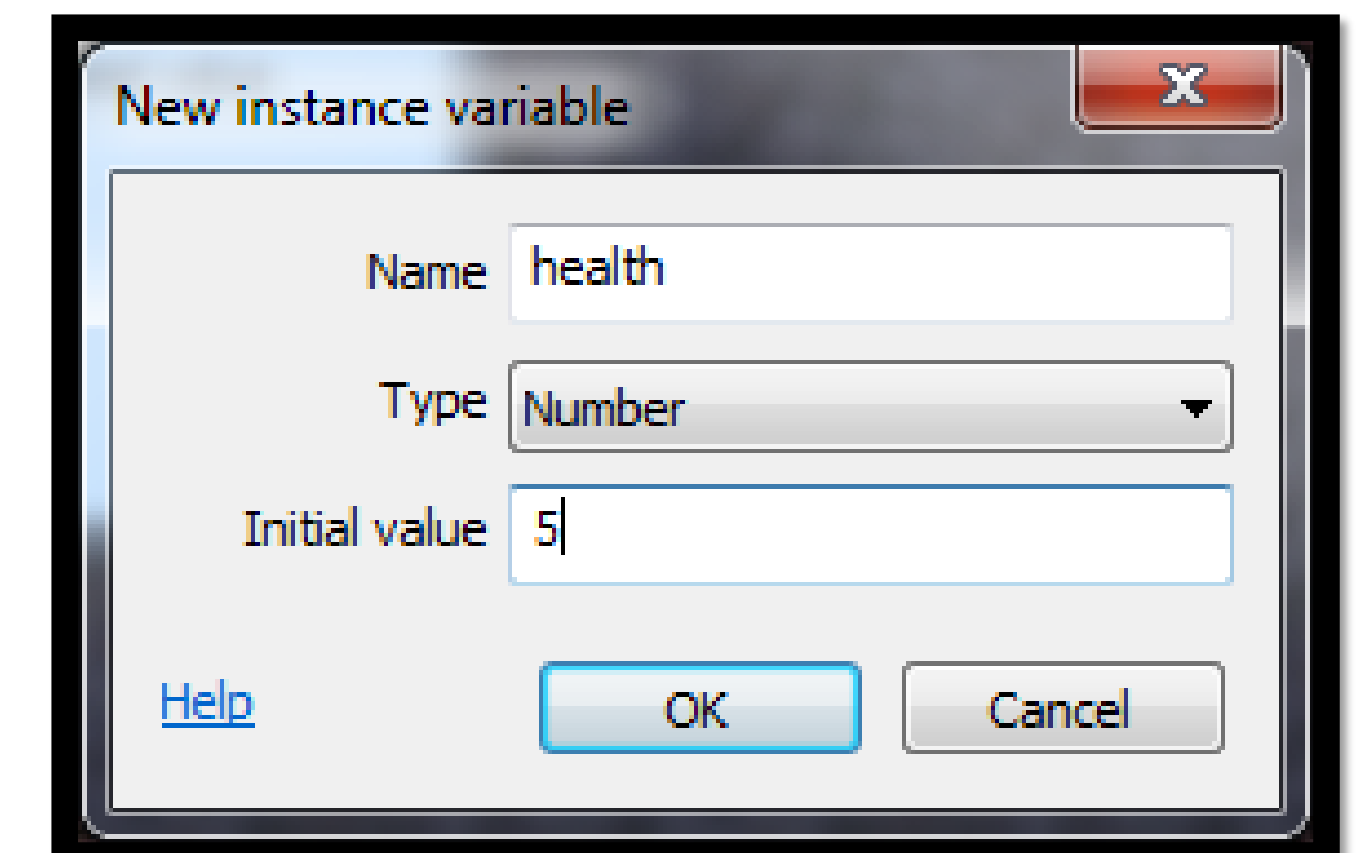 New instance variable
Name health
Type Number
Initial value 5
Help OK Cancel